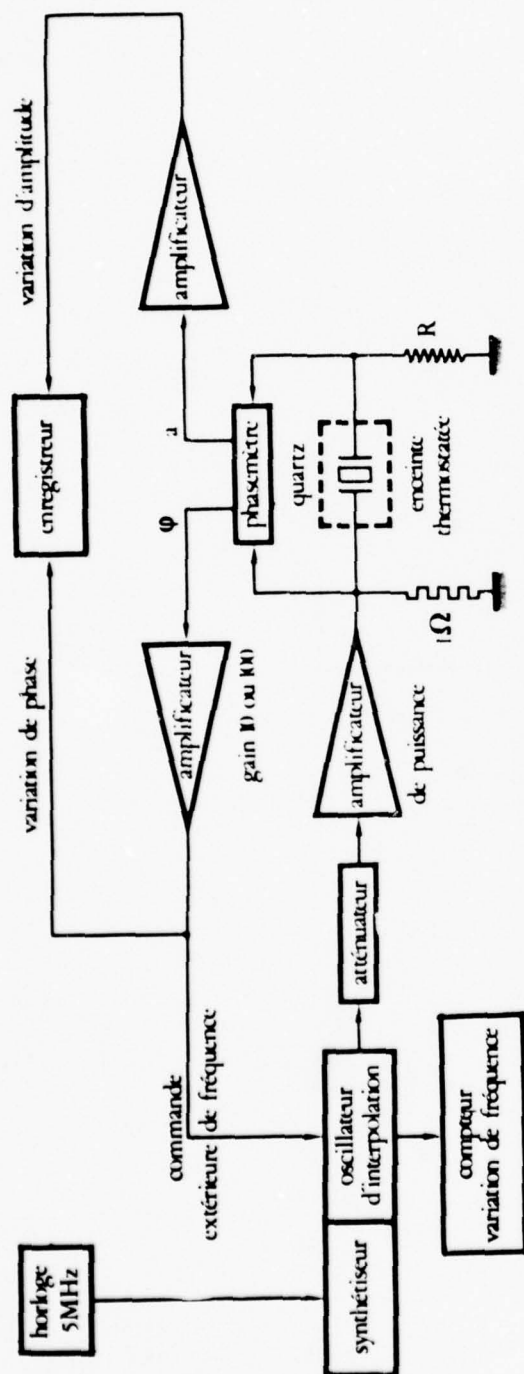 horloge
5MHz
commande
extérieure de fréquence
variation de phase
enregistreur
variation d'amplitude
amplificateur
gain 10 ou 100
φ
a
amplificateur
phasemètre
quartz
enceinte
thermostatée
R
1Ω
amplificateur
de puissance
atténuateur
synthétiseur
oscillateur
d'interpolation
compteur
variation de fréquence